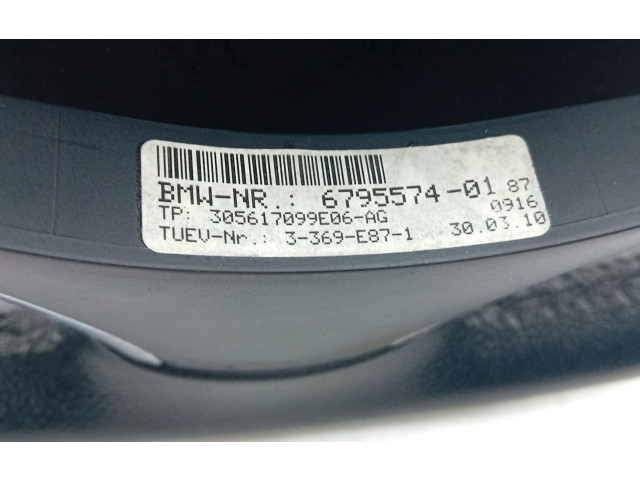 BMW-NR.: 6795574-01 87
TP: 305617099E06-AG 0916
TUEV-Nr.: 3-369-E87-1 30.03.10